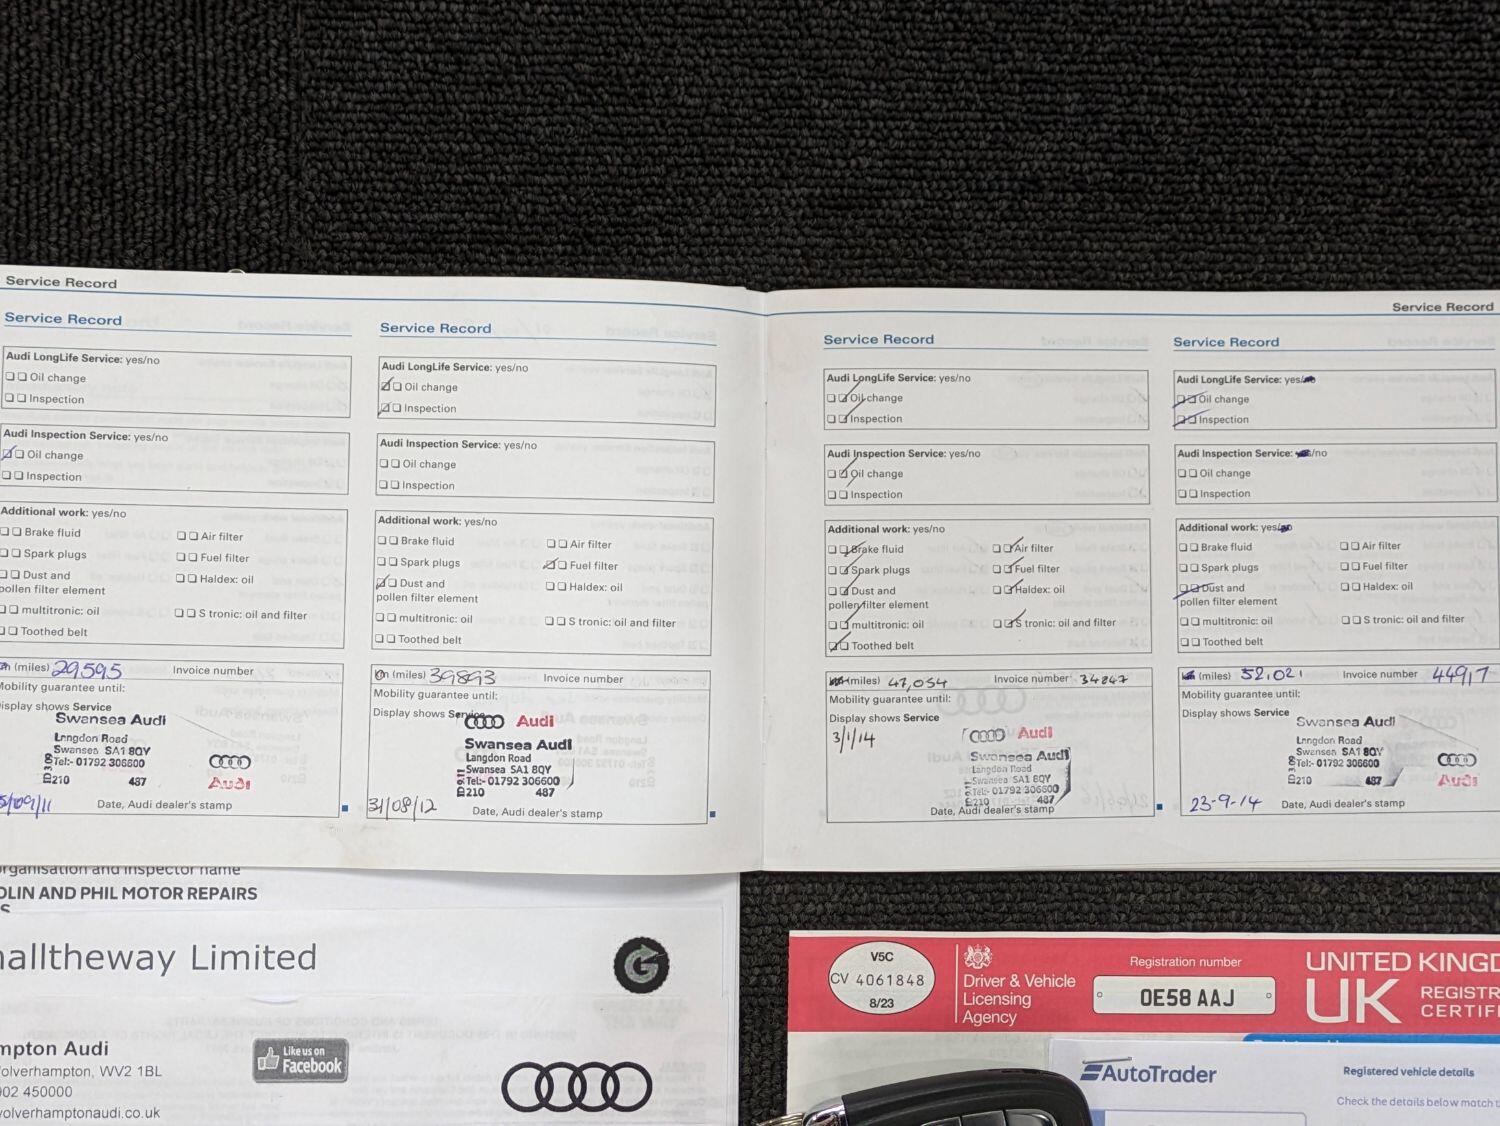 Service Record
Service Record
Audi LongLife Service: yes/no
Oil change
Inspection
Audi Inspection Service: yes/no
Oil change
Inspection
Additional work: yes/no
Brake fluid Air filter
Spark plugs Fuel filter
Dust and Haldex: oil
pollen filter element
multitronic: oil S tronic: oil and filter
Toothed belt
(miles) 29595 Invoice number
Mobility guarantee until:
Display shows Service
Swansea Audi
Langdon Road
Swansea SA1 8QY
Tel:- 01792 306600
210 487
Audi
/09/11 Date, Audi dealer's stamp
Service Record
Audi LongLife Service: yes/no
Oil change
Inspection
Audi Inspection Service: yes/no
Oil change
Inspection
Additional work: yes/no
Brake fluid Air filter
Spark plugs Fuel filter
Dust and Haldex: oil
pollen filter element
multitronic: oil S tronic: oil and filter
Toothed belt
km (miles) 39893 Invoice number
Mobility guarantee until:
Display shows Service
Audi
Swansea Audi
Langdon Road
Swansea SA1 8QY
Tel:- 01792 306600
210 487
31/08/12 Date, Audi dealer's stamp
Service Record
Service Record
Audi LongLife Service: yes/no
Oil change
Inspection
Audi Inspection Service: yes/no
Oil change
Inspection
Additional work: yes/no
Brake fluid Air filter
Spark plugs Fuel filter
Dust and Haldex: oil
pollen filter element
multitronic: oil S tronic: oil and filter
Toothed belt
(miles) 47,054 Invoice number 34847
Mobility guarantee until:
Display shows Service
3/1/14
Audi
Swansea Audi
Langdon Road
Swansea SA1 8QY
Tel:- 01792 306600
210 487
Date, Audi dealer's stamp
Service Record
Audi LongLife Service: yes/
Oil change
Inspection
Audi Inspection Service: /no
Oil change
Inspection
Additional work: yes/
Brake fluid Air filter
Spark plugs Fuel filter
Dust and Haldex: oil
pollen filter element
multitronic: oil S tronic: oil and filter
Toothed belt
(miles) 52,021 Invoice number 44917
Mobility guarantee until:
Display shows Service
Swansea Audi
Langdon Road
Swansea SA1 8QY
Tel:- 01792 306600
210 487
Audi
23-9-14 Date, Audi dealer's stamp
organisation and inspector name
OLIN AND PHIL MOTOR REPAIRS
nalltheway Limited
mpton Audi
olverhampton, WV2 1BL
902 450000
volverhamptonaudi.co.uk
Like us on
Facebook
V5C
CV 4061848
8/23
Driver & Vehicle
Licensing
Agency
Registration number
OE58 AAJ
UNITED KINGD
UK REGISTR
CERTIFI
AutoTrader
Registered vehicle details
Check the details below match t